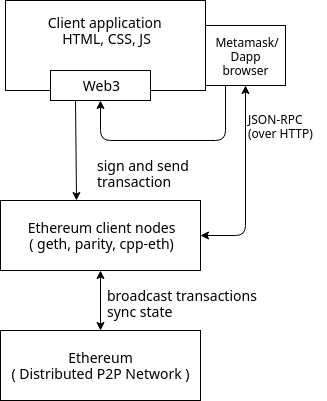 Client application
HTML, CSS, JS
Metamask/
Dapp
browser
Web3
JSON-RPC
(over HTTP)
sign and send
transaction
Ethereum client nodes
( geth, parity, cpp-eth)
broadcast transactions
sync state
Ethereum
( Distributed P2P Network )